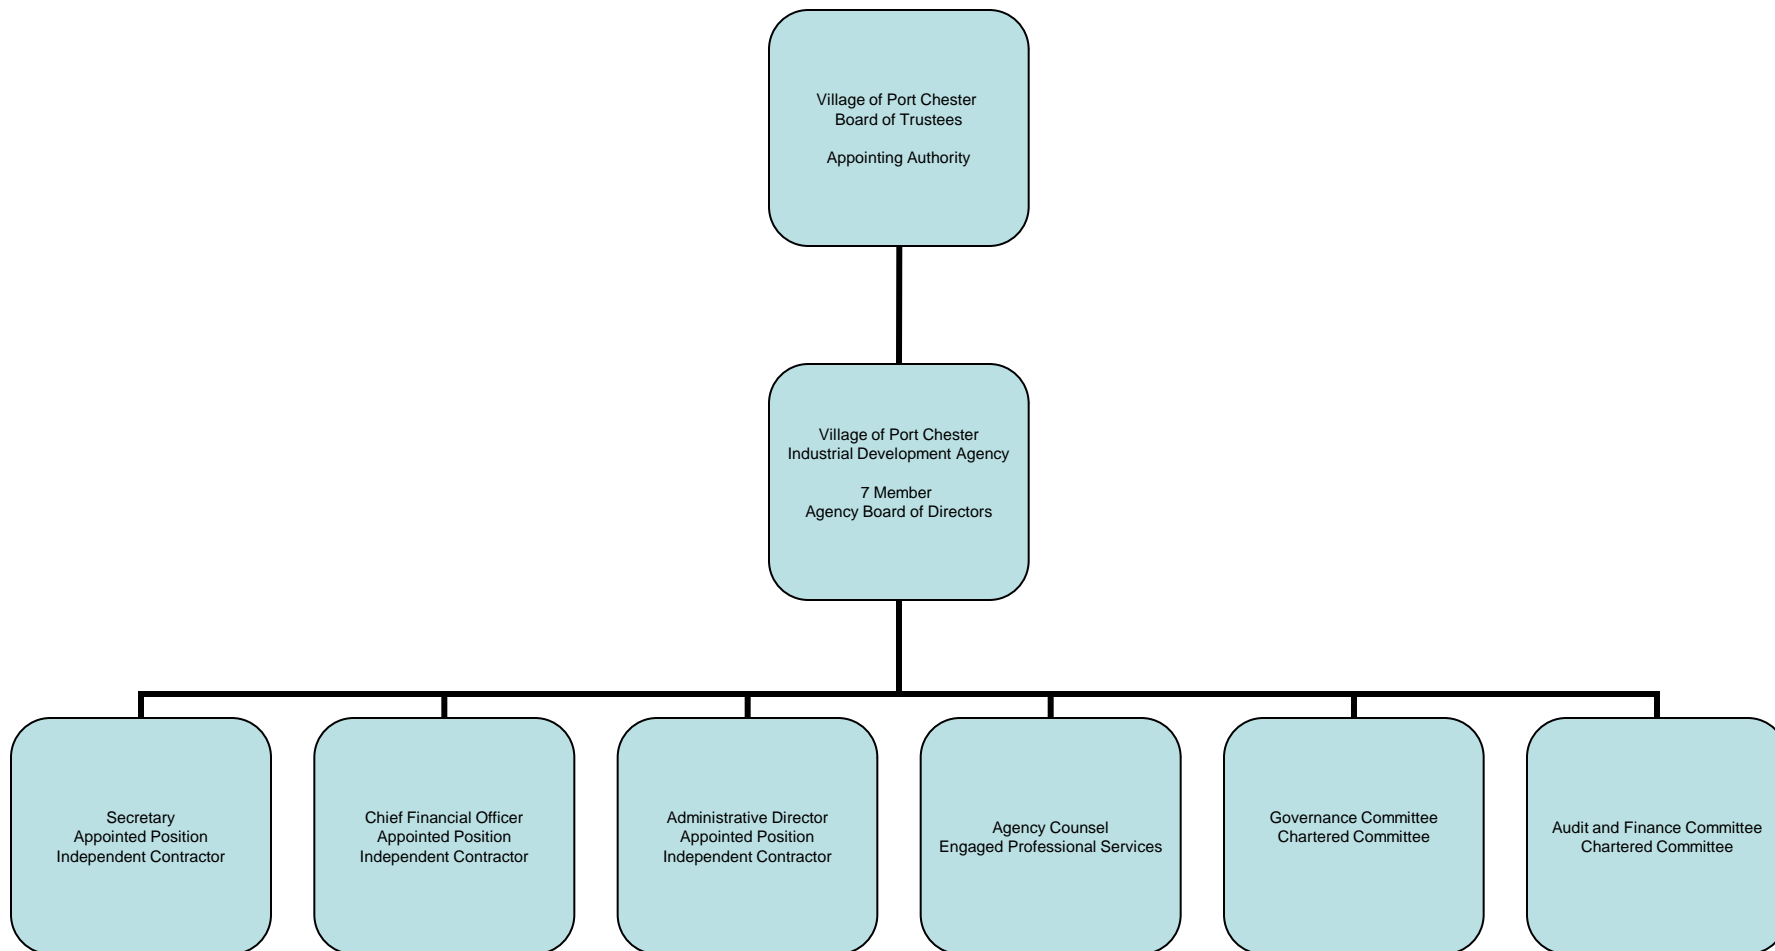 Village of Port Chester
Board of Trustees
Appointing Authority
Village of Port Chester
Industrial Development Agency
7 Member
Agency Board of Directors
Secretary
Appointed Position
Independent Contractor
Chief Financial Officer
Appointed Position
Independent Contractor
Administrative Director
Appointed Position
Independent Contractor
Agency Counsel
Engaged Professional Services
Governance Committee
Chartered Committee
Audit and Finance Committee
Chartered Committee